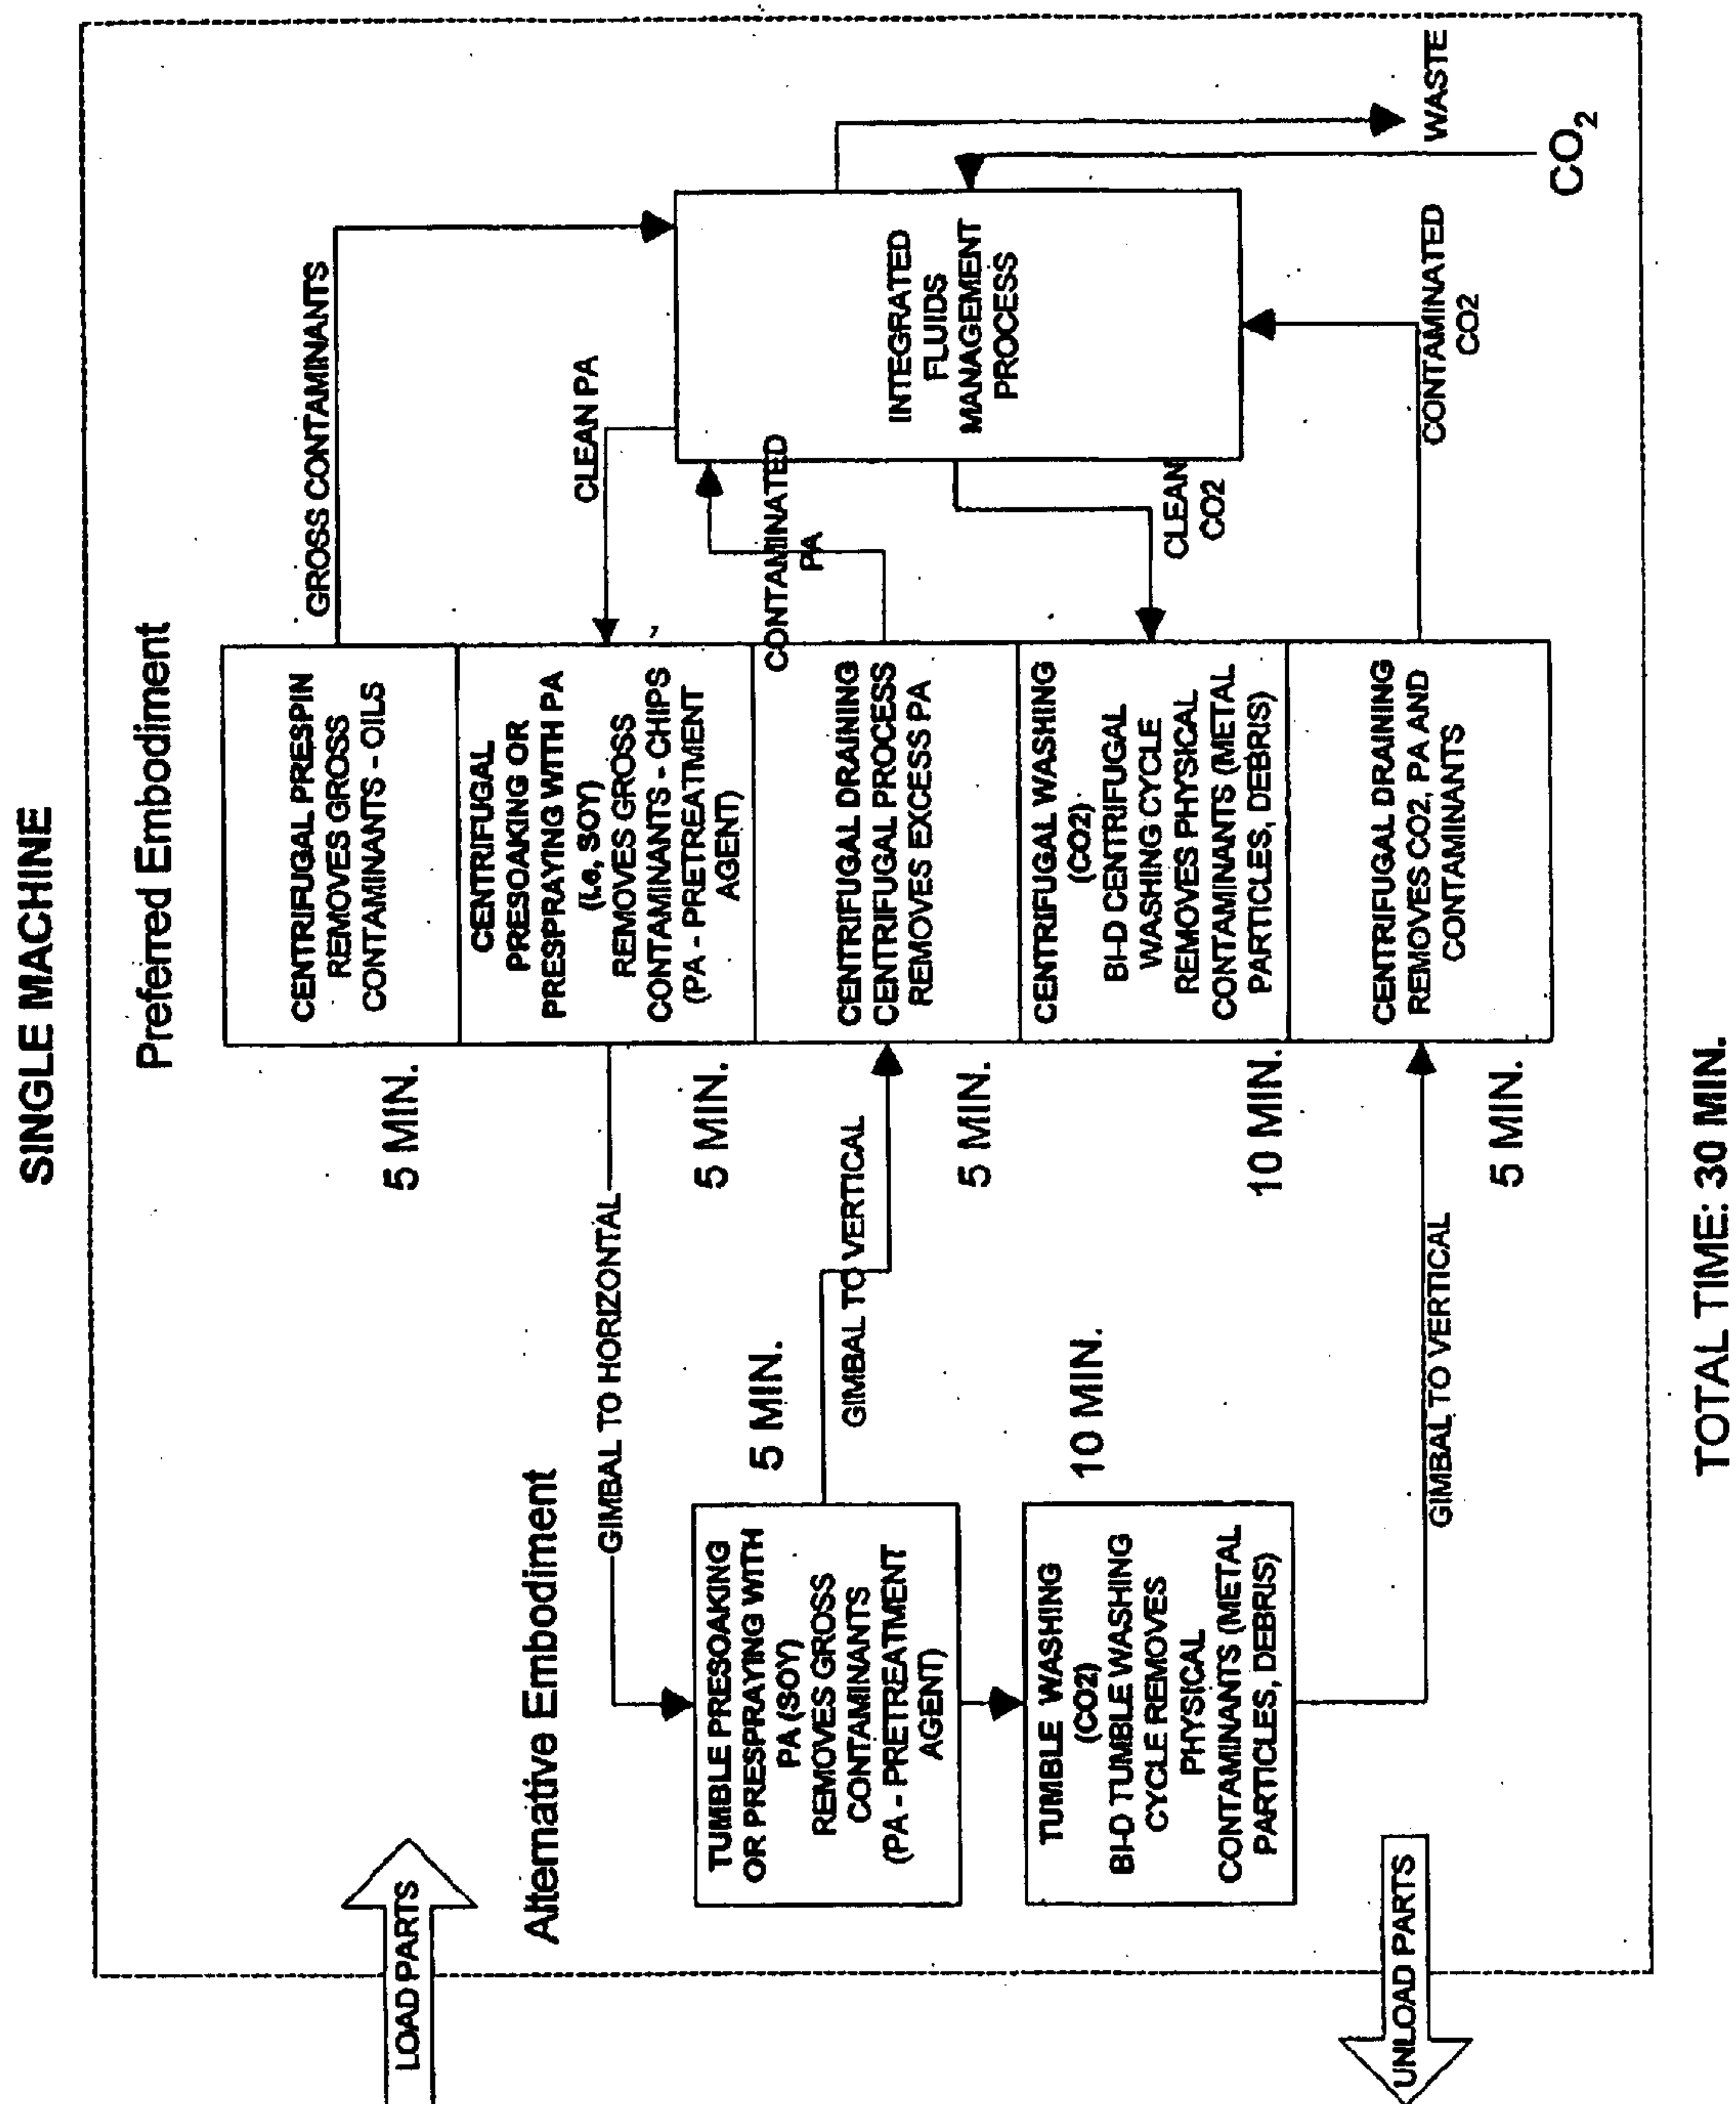 SINGLE MACHINE
Preferred Embodiment
Alternative Embodiment
LOAD PARTS
CENTRIFUGAL PRESPIN
REMOVES GROSS
CONTAMINANTS - OILS
5 MIN.
GROSS CONTAMINANTS
GIMBAL TO HORIZONTAL
CENTRIFUGAL
PRESOAKING OR
PRESPRAYING WITH PA
(i.e, SOY)
REMOVES GROSS
CONTAMINANTS - CHIPS
(PA - PRETREATMENT
AGENT)
5 MIN.
CLEAN PA
TUMBLE PRESOAKING
OR PRESPRAYING WITH
PA (SOY)
REMOVES GROSS
CONTAMINANTS
(PA - PRETREATMENT
AGENT)
5 MIN.
GIMBAL TO VERTICAL
CENTRIFUGAL DRAINING
CENTRIFUGAL PROCESS
REMOVES EXCESS PA
5 MIN.
CONTAMINATED
PA
INTEGRATED
FLUIDS
MANAGEMENT
PROCESS
TUMBLE WASHING
(CO2)
BI-D TUMBLE WASHING
CYCLE REMOVES
PHYSICAL
CONTAMINANTS (METAL
PARTICLES, DEBRIS)
10 MIN.
CENTRIFUGAL WASHING
(CO2)
BI-D CENTRIFUGAL
WASHING CYCLE
REMOVES PHYSICAL
CONTAMINANTS (METAL
PARTICLES, DEBRIS)
10 MIN.
CLEAN
CO2
GIMBAL TO VERTICAL
CENTRIFUGAL DRAINING
REMOVES CO2, PA AND
CONTAMINANTS
5 MIN.
CONTAMINATED
CO2
WASTE
CO₂
UNLOAD PARTS
TOTAL TIME: 30 MIN.